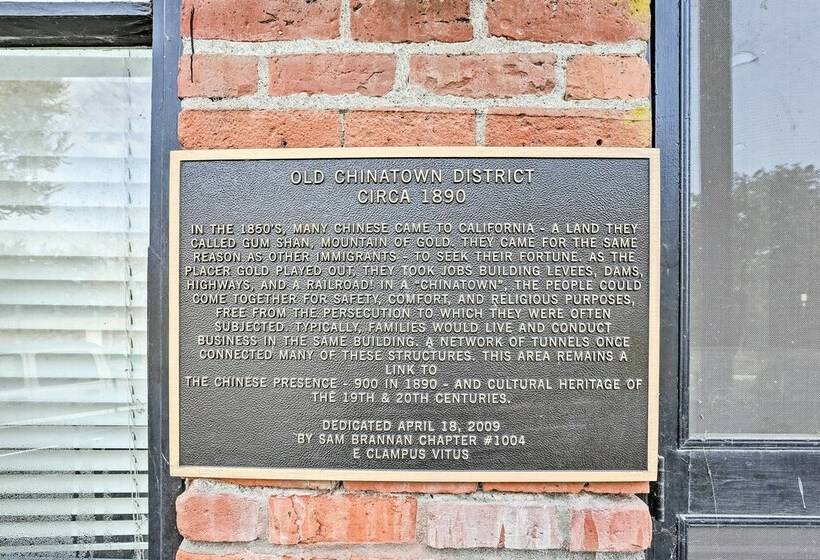 OLD CHINATOWN DISTRICT
CIRCA 1890
IN THE 1850'S, MANY CHINESE CAME TO CALIFORNIA - A LAND THEY
CALLED GUM SHAN, MOUNTAIN OF GOLD. THEY CAME FOR THE SAME
REASON AS OTHER IMMIGRANTS - TO SEEK THEIR FORTUNE. AS THE
PLACER GOLD PLAYED OUT, THEY TOOK JOBS BUILDING LEVEES, DAMS,
HIGHWAYS, AND A RAILROAD! IN A "CHINATOWN", THE PEOPLE COULD
COME TOGETHER FOR SAFETY, COMFORT, AND RELIGIOUS PURPOSES,
FREE FROM THE PERSECUTION TO WHICH THEY WERE OFTEN
SUBJECTED. TYPICALLY, FAMILIES WOULD LIVE AND CONDUCT
BUSINESS IN THE SAME BUILDING. A NETWORK OF TUNNELS ONCE
CONNECTED MANY OF THESE STRUCTURES. THIS AREA REMAINS A
LINK TO
THE CHINESE PRESENCE - 900 IN 1890 - AND CULTURAL HERITAGE OF
THE 19TH & 20TH CENTURIES.
DEDICATED APRIL 18, 2009
BY SAM BRANNAN CHAPTER #1004
E CLAMPUS VITUS